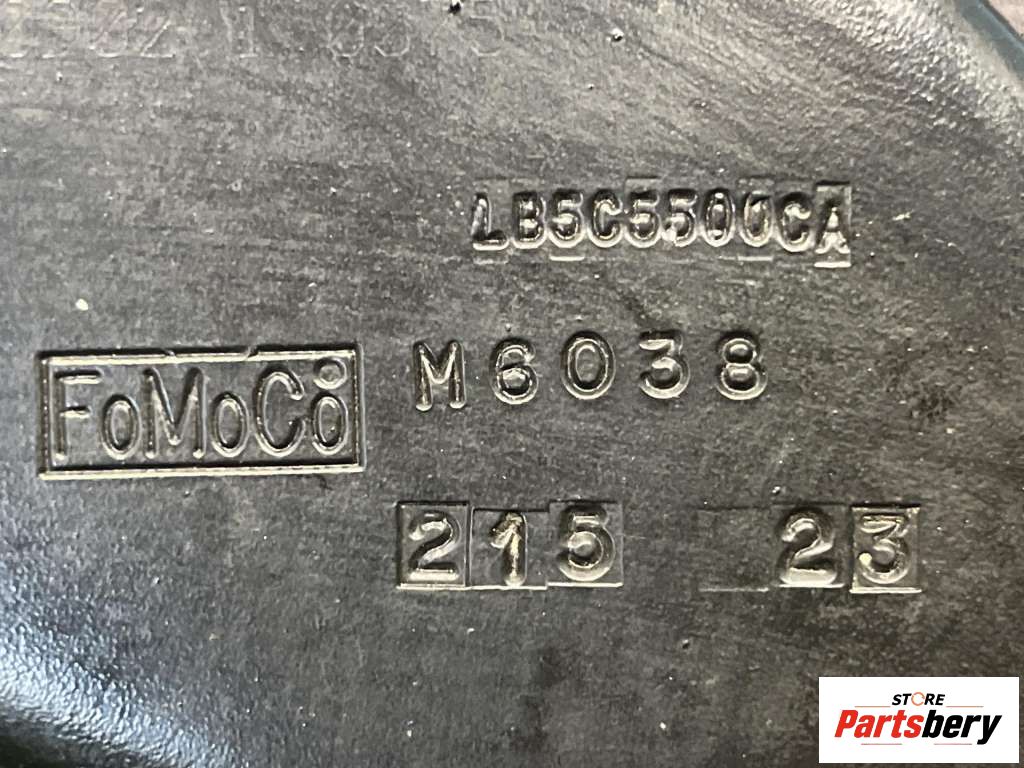 LB5C5500CA
FoMoCo M6038
215 23
STORE
Partsbery